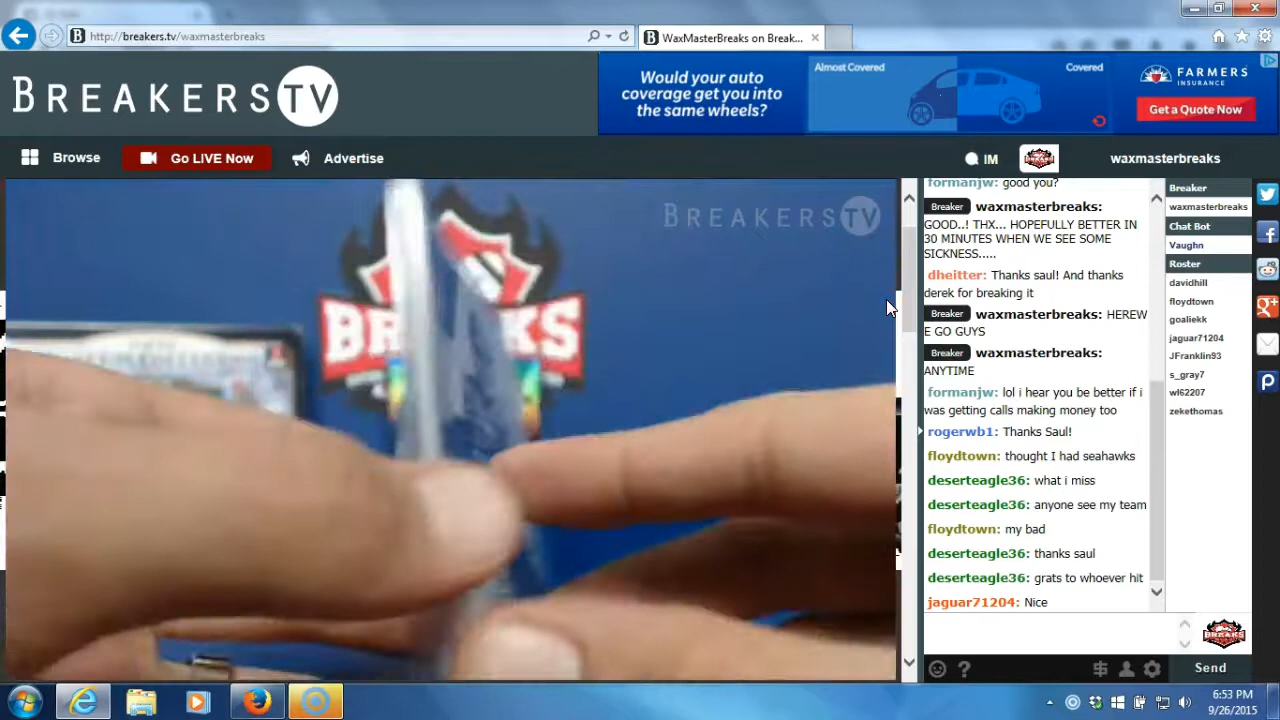 http://breakers.tv/waxmasterbreaks
WaxMasterBreaks on Break...
BREAKERSTV
Would your auto
coverage get you into
the same wheels?
Almost Covered
Covered
FARMERS
INSURANCE
Get a Quote Now
Browse
Go LIVE Now
Advertise
IM
waxmasterbreaks
BREAKERSTV
formanjw: good you?
Breaker waxmasterbreaks:
GOOD..! THX... HOPEFULLY BETTER IN
30 MINUTES WHEN WE SEE SOME
SICKNESS.....
dheitter: Thanks saul! And thanks
derek for breaking it
Breaker waxmasterbreaks: HEREW
E GO GUYS
Breaker waxmasterbreaks:
ANYTIME
formanjw: lol i hear you be better if i
was getting calls making money too
rogerwb1: Thanks Saul!
floydtown: thought I had seahawks
deserteagle36: what i miss
deserteagle36: anyone see my team
floydtown: my bad
deserteagle36: thanks saul
deserteagle36: grats to whoever hit
jaguar71204: Nice
Breaker
waxmasterbreaks
Chat Bot
Vaughn
Roster
davidhill
floydtown
goaliekk
jaguar71204
JFranklin93
s_gray7
wl62207
zekethomas
Send
6:53 PM
9/26/2015